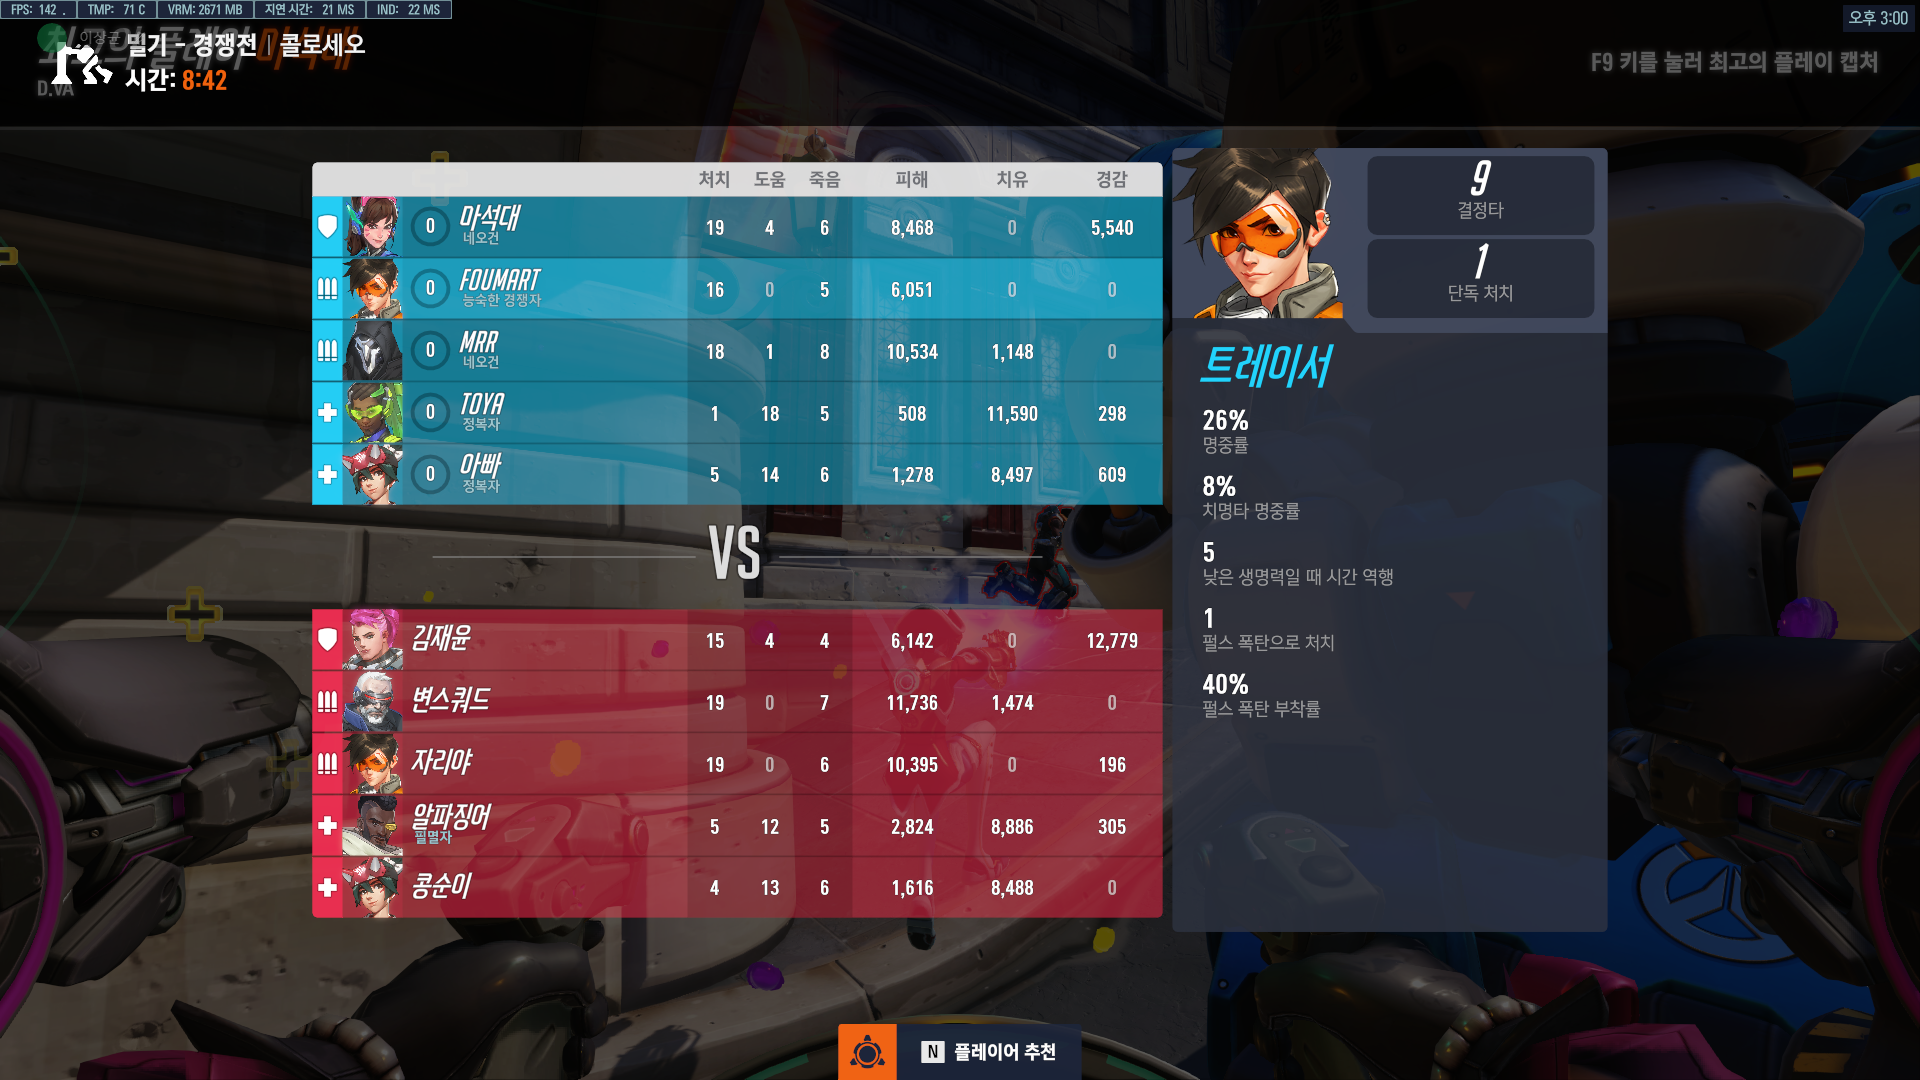 FPS: 142 . TMP: 71 C VRM: 2671 MB 지연 시간: 21 MS IND: 22 MS
오후 3:00
최고의 플레이 마석대
D.VA
밀기 - 경쟁전 | 콜로세오
시간: 8:42
F9 키를 눌러 최고의 플레이 캡처
처치 도움 죽음 피해 치유 경감
0 마석대 19 4 6 8,468 0 5,540
네오건
0 FOUMART 16 0 5 6,051 0 0
능숙한 경쟁자
0 MRR 18 1 8 10,534 1,148 0
네오건
0 TOYA 1 18 5 508 11,590 298
정복자
0 아빠 5 14 6 1,278 8,497 609
정복자
VS
김재윤 15 4 4 6,142 0 12,779
변스쿼드 19 0 7 11,736 1,474 0
자리야 19 0 6 10,395 0 196
알파징어 5 12 5 2,824 8,886 305
필멸자
콩순이 4 13 6 1,616 8,488 0
9
결정타
1
단독 처치
트레이서
26%
명중률
8%
치명타 명중률
5
낮은 생명력일 때 시간 역행
1
펄스 폭탄으로 처치
40%
펄스 폭탄 부착률
N 플레이어 추천